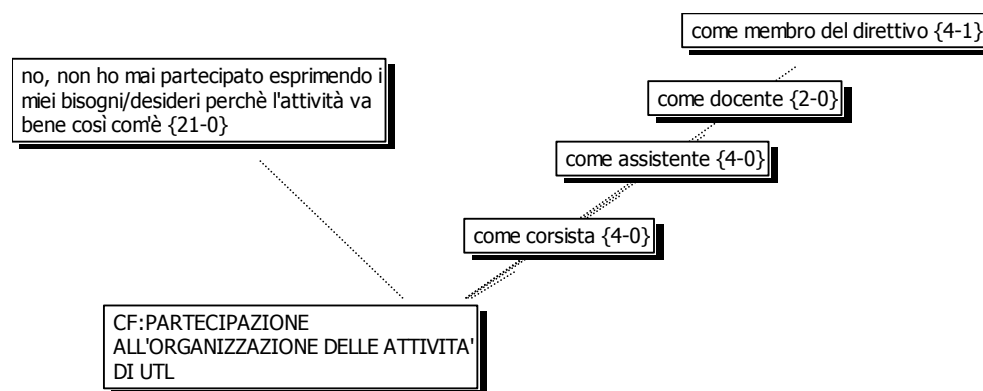 come membro del direttivo {4-1}
no, non ho mai partecipato esprimendo i
miei bisogni/desideri perchè l'attività va
bene così com'è {21-0}
come docente {2-0}
come assistente {4-0}
come corsista {4-0}
CF:PARTECIPAZIONE
ALL'ORGANIZZAZIONE DELLE ATTIVITA'
DI UTL